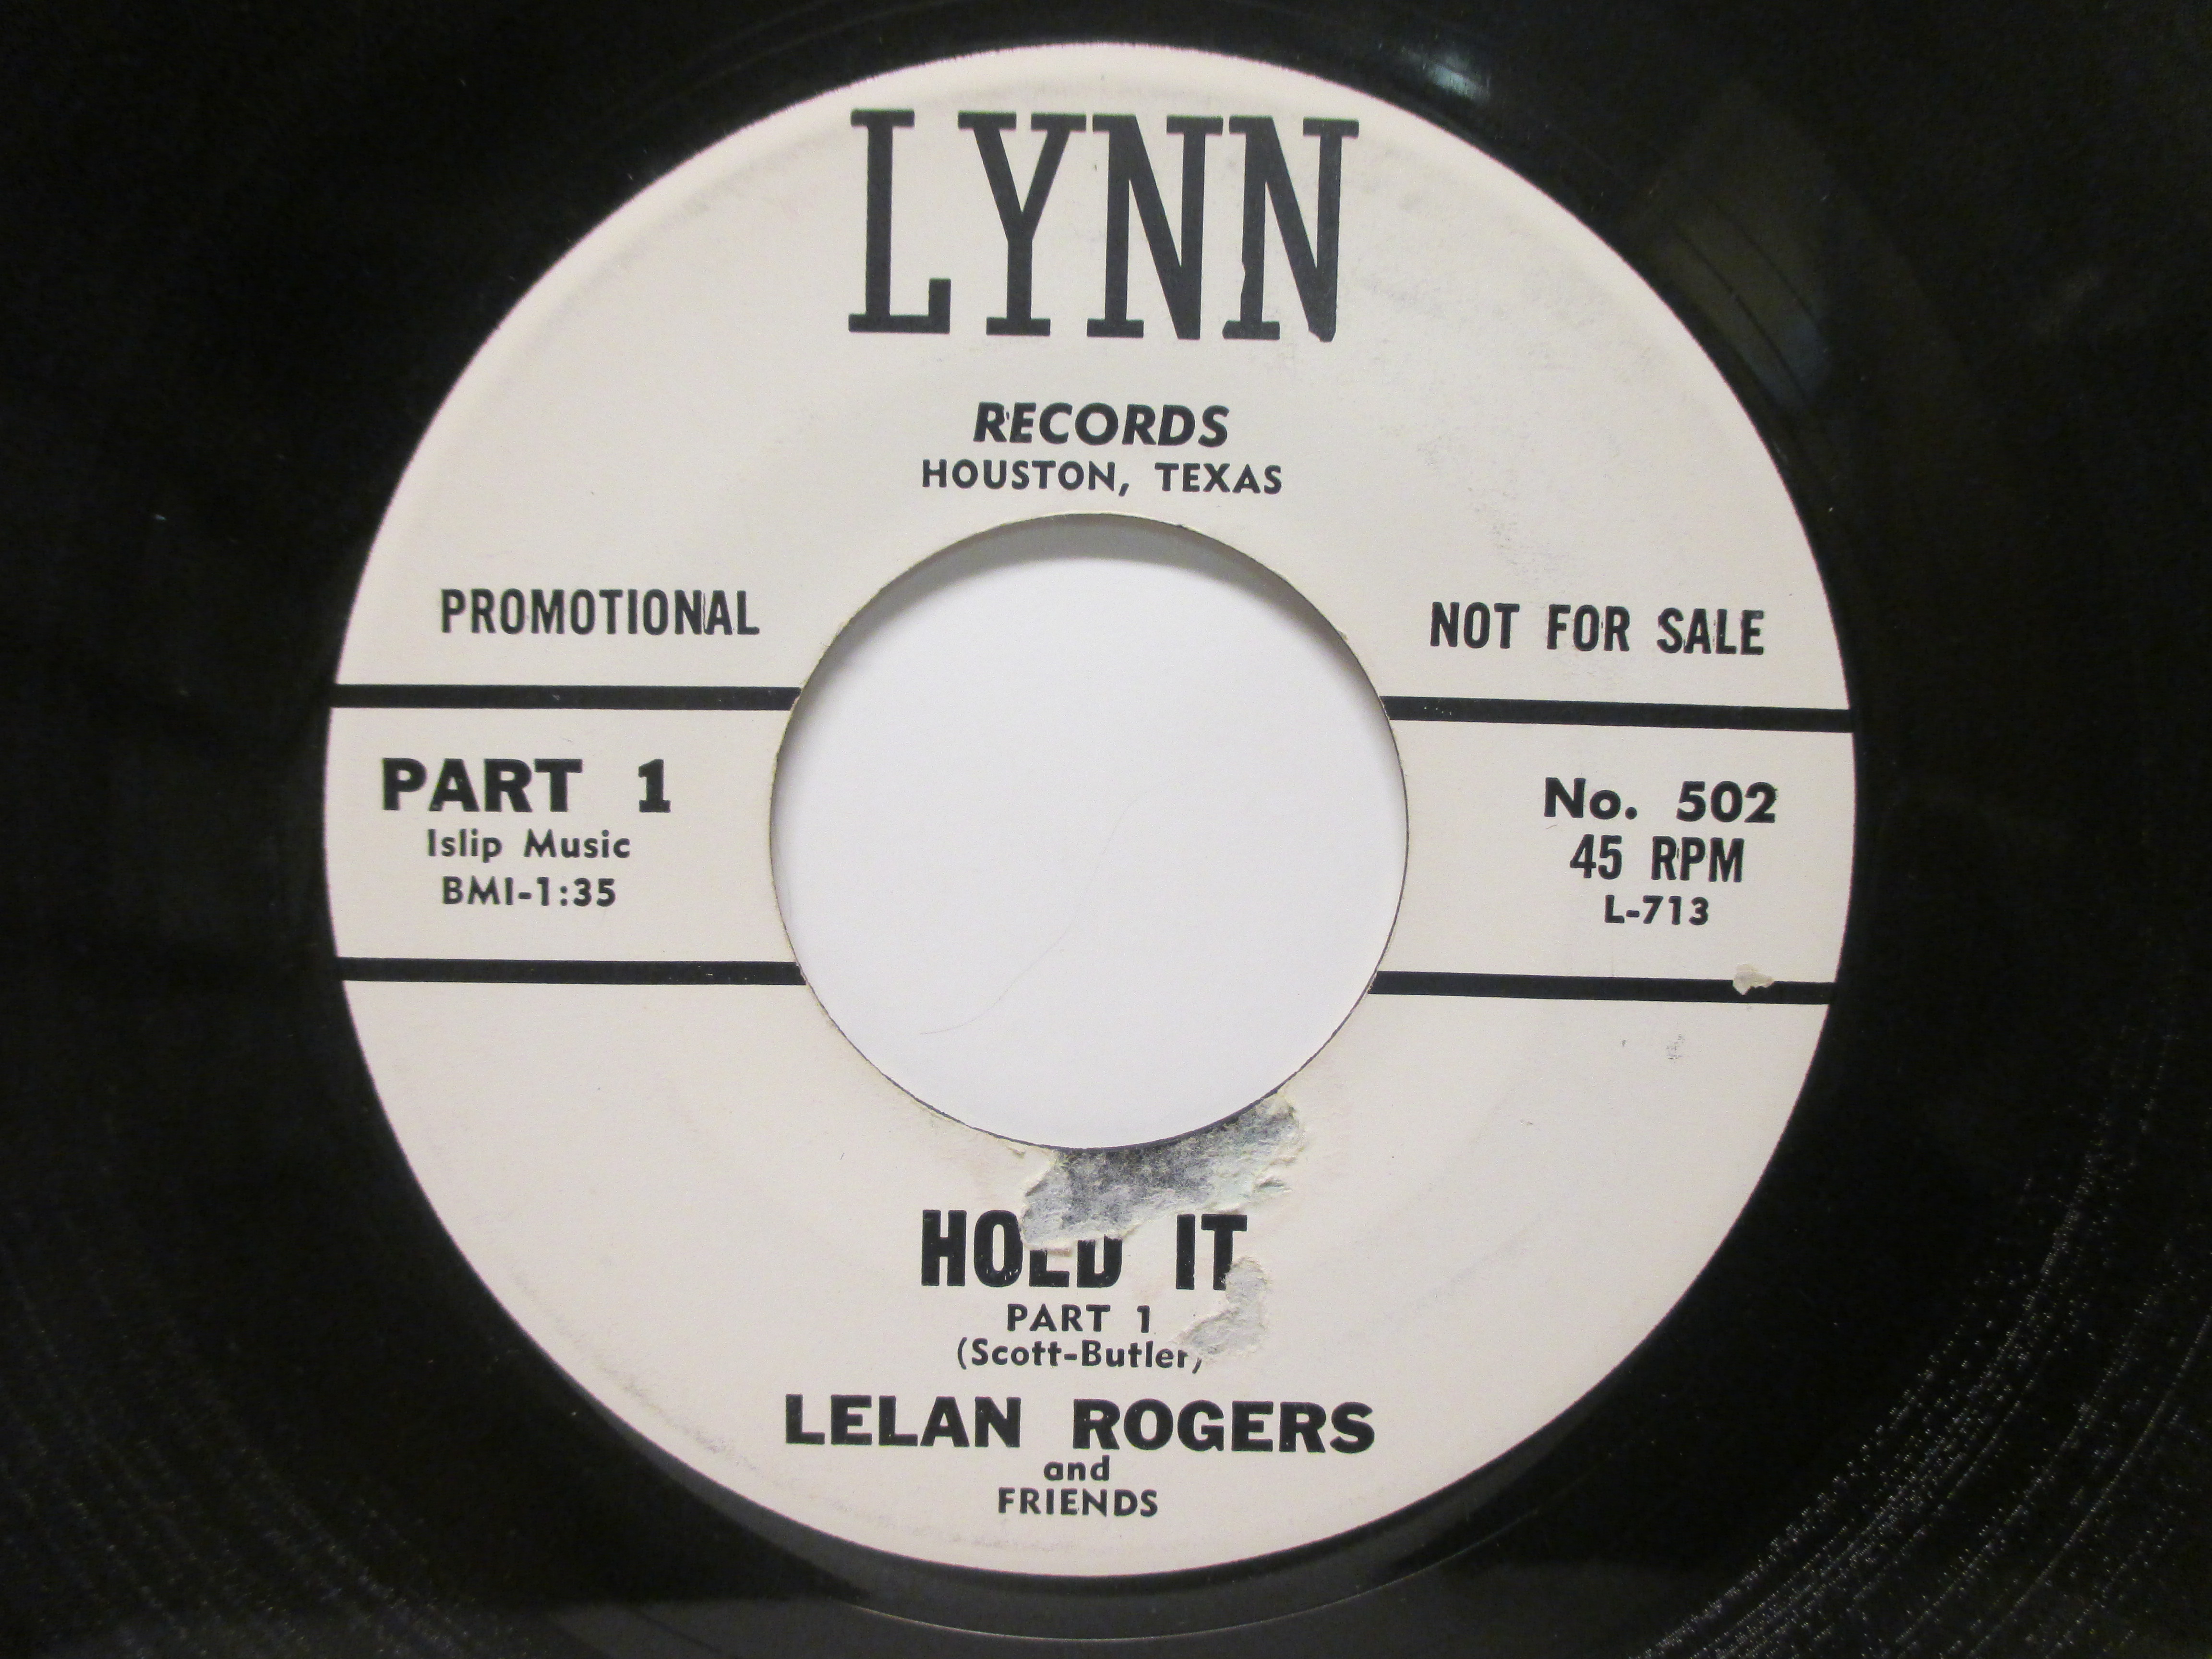 LYNN
RECORDS
HOUSTON, TEXAS
PROMOTIONAL
NOT FOR SALE
PART 1
Islip Music
BMI-1:35
No. 502
45 RPM
L-713
HOLD IT
PART 1
(Scott-Butler)
LELAN ROGERS
and
FRIENDS